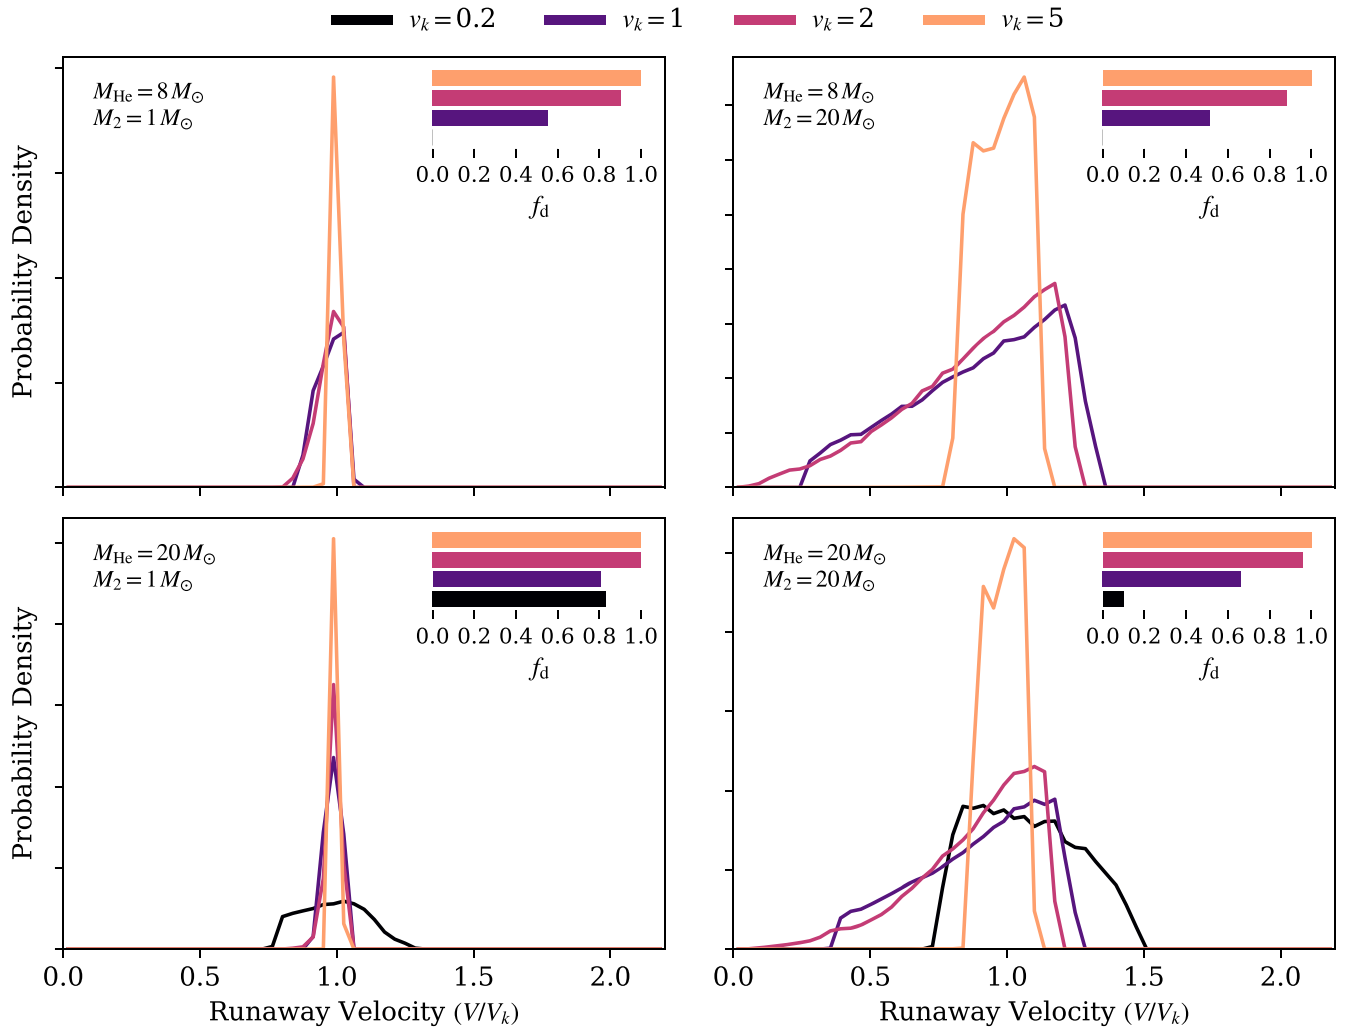 v_k = 0.2 v_k = 1 v_k = 2 v_k = 5
M_He = 8 M_⊙
M_2 = 1 M_⊙
0.0 0.2 0.4 0.6 0.8 1.0
f_d
Probability Density
M_He = 8 M_⊙
M_2 = 20 M_⊙
0.0 0.2 0.4 0.6 0.8 1.0
f_d
M_He = 20 M_⊙
M_2 = 1 M_⊙
0.0 0.2 0.4 0.6 0.8 1.0
f_d
Probability Density
0.0 0.5 1.0 1.5 2.0
Runaway Velocity (V/V_k)
M_He = 20 M_⊙
M_2 = 20 M_⊙
0.0 0.2 0.4 0.6 0.8 1.0
f_d
0.0 0.5 1.0 1.5 2.0
Runaway Velocity (V/V_k)